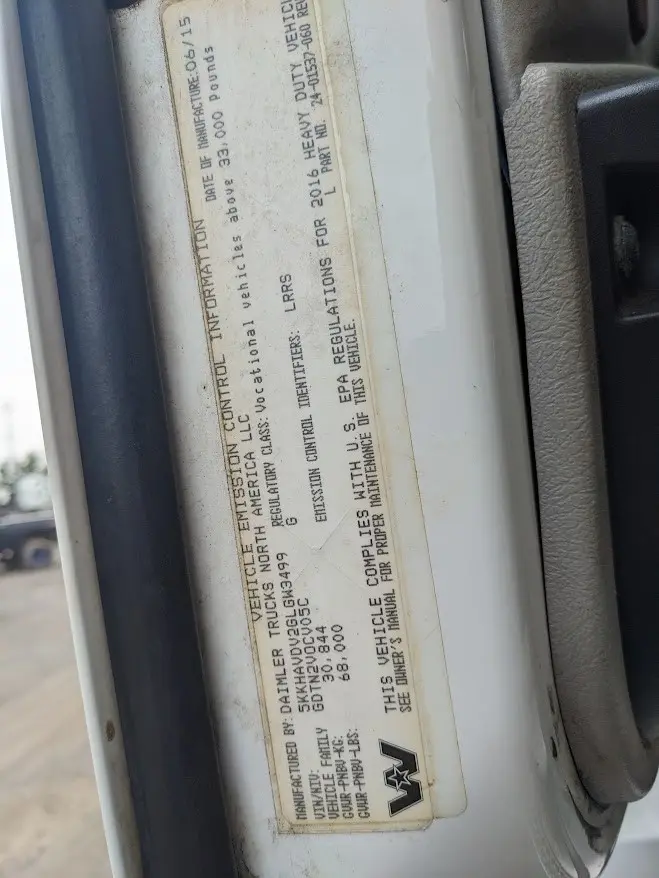 VEHICLE EMISSION CONTROL INFORMATION DATE OF MANUFACTURE:06/15
MANUFACTURED BY: DAIMLER TRUCKS NORTH AMERICA LLC
VIN/NIV: 5KKHAVDV2GLGW3499 REGULATORY CLASS: Vocational vehicles above 33,000 Pounds
VEHICLE FAMILY GDTN2VOCV05C G
GVWR-PNBV-KG: 30,844 EMISSION CONTROL IDENTIFIERS: LRRS
GVWR-PNBV-LBS: 68,000
THIS VEHICLE COMPLIES WITH U.S. EPA REGULATIONS FOR 2016 HEAVY DUTY VEHICL
SEE OWNER'S MANUAL FOR PROPER MAINTENANCE OF THIS VEHICLE. L PART NO. 24-01537-060 REV